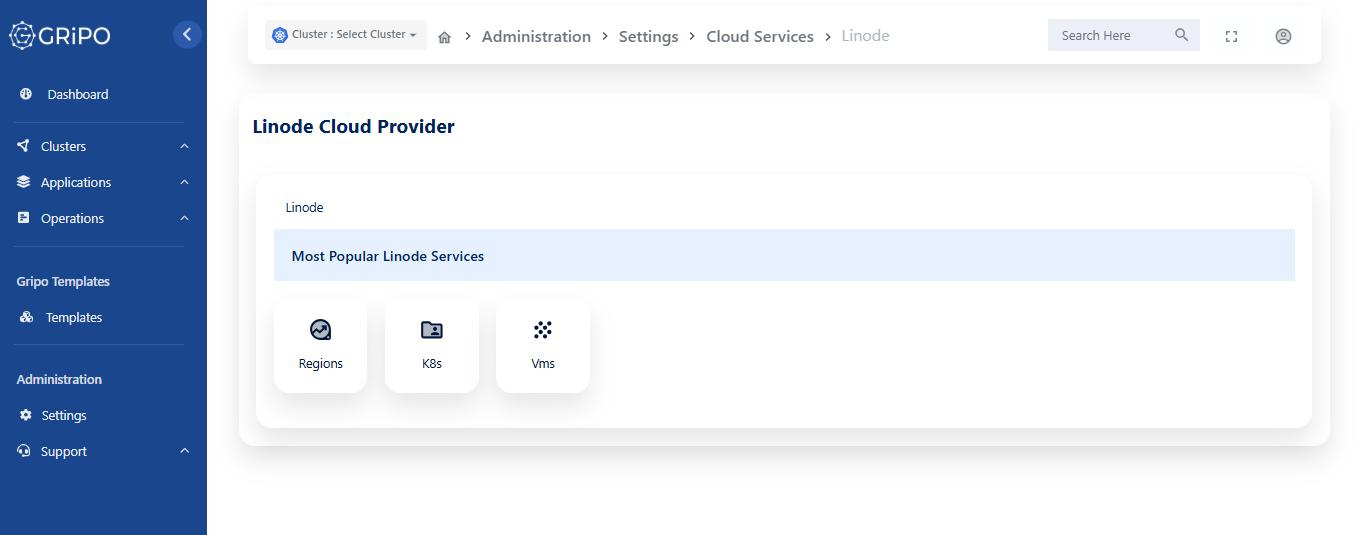 GRiPO
Cluster : Select Cluster
Administration
Settings
Cloud Services
Linode
Search Here
Dashboard
Clusters
Applications
Operations
Gripo Templates
Templates
Administration
Settings
Support
Linode Cloud Provider
Linode
Most Popular Linode Services
Regions
K8s
Vms